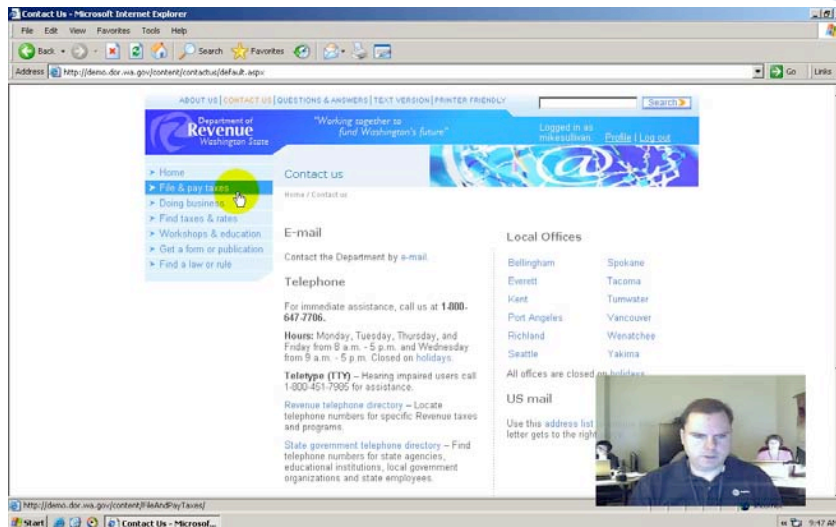 Contact Us - Microsoft Internet Explorer
File Edit View Favorites Tools Help
Back Search Favorites
Address http://demo.dor.wa.gov/content/contactus/default.aspx Go Links
ABOUT US | CONTACT US | QUESTIONS & ANSWERS | TEXT VERSION | PRINTER FRIENDLY Search
Department of
Revenue
Washington State
"Working together to
fund Washington's future"
Logged in as
mikesullivan Profile | Log out
Home
File & pay taxes
Doing business
Find taxes & rates
Workshops & education
Get a form or publication
Find a law or rule
Contact us
Home / Contact us
E-mail
Contact the Department by e-mail.
Telephone
For immediate assistance, call us at 1-800-
647-7706.
Hours: Monday, Tuesday, Thursday, and
Friday from 8 a.m. - 5 p.m. and Wednesday
from 9 a.m. - 5 p.m. Closed on holidays.
Teletype (TTY) – Hearing impaired users call
1-800-451-7985 for assistance.
Revenue telephone directory – Locate
telephone numbers for specific Revenue taxes
and programs.
State government telephone directory – Find
telephone numbers for state agencies,
educational institutions, local government
organizations and state employees.
Local Offices
Bellingham Spokane
Everett Tacoma
Kent Tumwater
Port Angeles Vancouver
Richland Wenatchee
Seattle Yakima
All offices are closed on holidays
US mail
Use this address list
letter gets to the right
http://demo.dor.wa.gov/content/FileAndPayTaxes/
Start Contact Us - Microsof... 9:47 AM